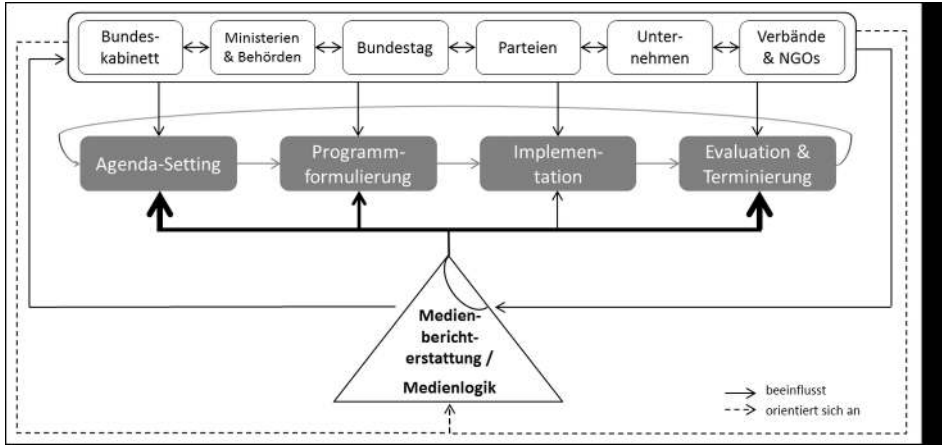 Bundes-
kabinett
Ministerien
& Behörden
Bundestag
Parteien
Unter-
nehmen
Verbände
& NGOs
Agenda-Setting
Programm-
formulierung
Implemen-
tation
Evaluation &
Terminierung
Medien-
bericht-
erstattung /
Medienlogik
beeinflusst
orientiert sich an